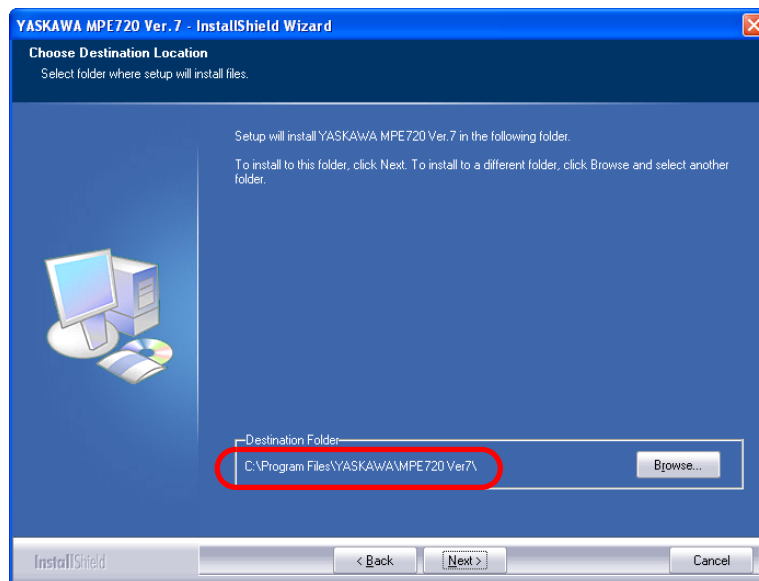 YASKAWA MPE720 Ver.7 - InstallShield Wizard
Choose Destination Location
Select folder where setup will install files.
Setup will install YASKAWA MPE720 Ver.7 in the following folder.
To install to this folder, click Next. To install to a different folder, click Browse and select another
folder.
Destination Folder
C:\Program Files\YASKAWA\MPE720 Ver7\
Browse...
InstallShield
< Back
Next >
Cancel